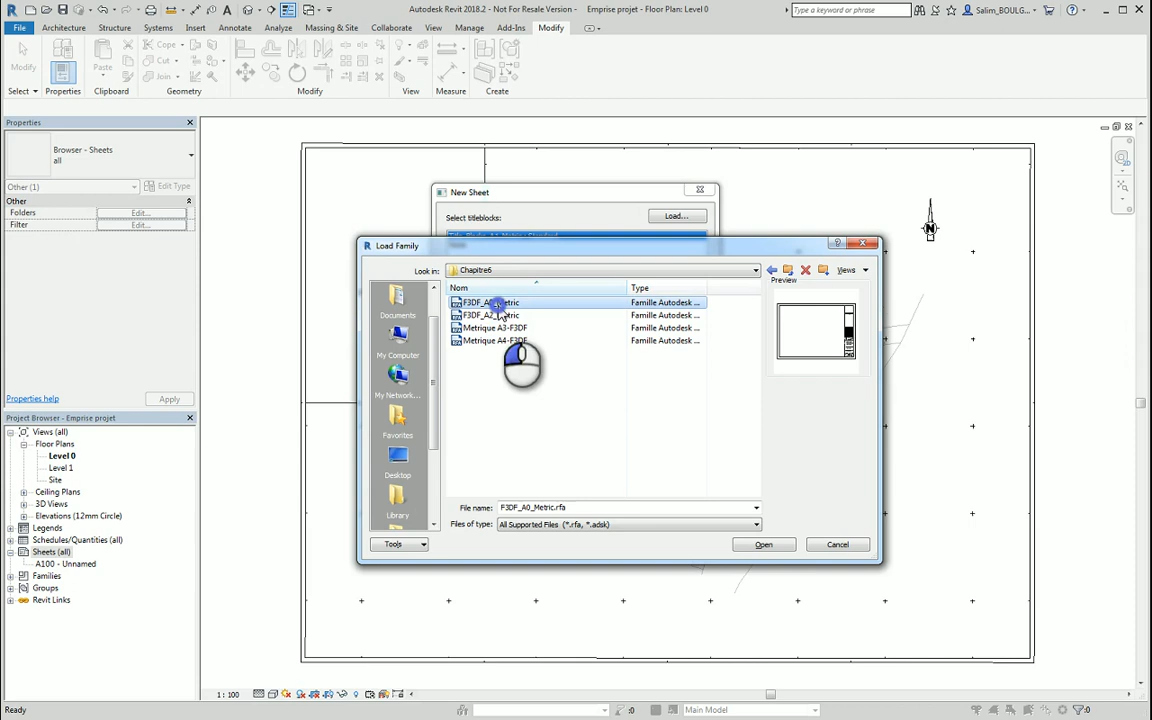 Autodesk Revit 2018.2 - Not For Resale Version - Emprise projet - Floor Plan: Level 0
Type a keyword or phrase
Salim_BOULG...
File Architecture Structure Systems Insert Annotate Analyze Massing & Site Collaborate View Manage Add-Ins Modify
Modify
Paste
Cope
Cut
Join
Select Properties Clipboard Geometry Modify View Measure Create
Properties
Browser - Sheets
all
Other (1) Edit Type
Other
Folders Edit...
Filter Edit...
Properties help Apply
Project Browser - Emprise projet
Views (all)
Floor Plans
Level 0
Level 1
Site
Ceiling Plans
3D Views
Elevations (12mm Circle)
Legends
Schedules/Quantities (all)
Sheets (all)
A100 - Unnamed
Families
Groups
Revit Links
New Sheet
Select titleblocks: Load...
Load Family
Look in: Chapitre6 Views
Nom Type Preview
Famille Autodesk ...
Famille Autodesk ...
Metrique A3-F3DF Famille Autodesk ...
Metrique A4-F3DF Famille Autodesk ...
Documents
My Computer
My Network...
Favorites
Desktop
Library
File name: F3DF_A0_Metric.rfa
Files of type: All Supported Files (*.rfa, *.adsk)
Tools Open Cancel
N
2D
1 : 100
Ready
:0
Main Model
:0